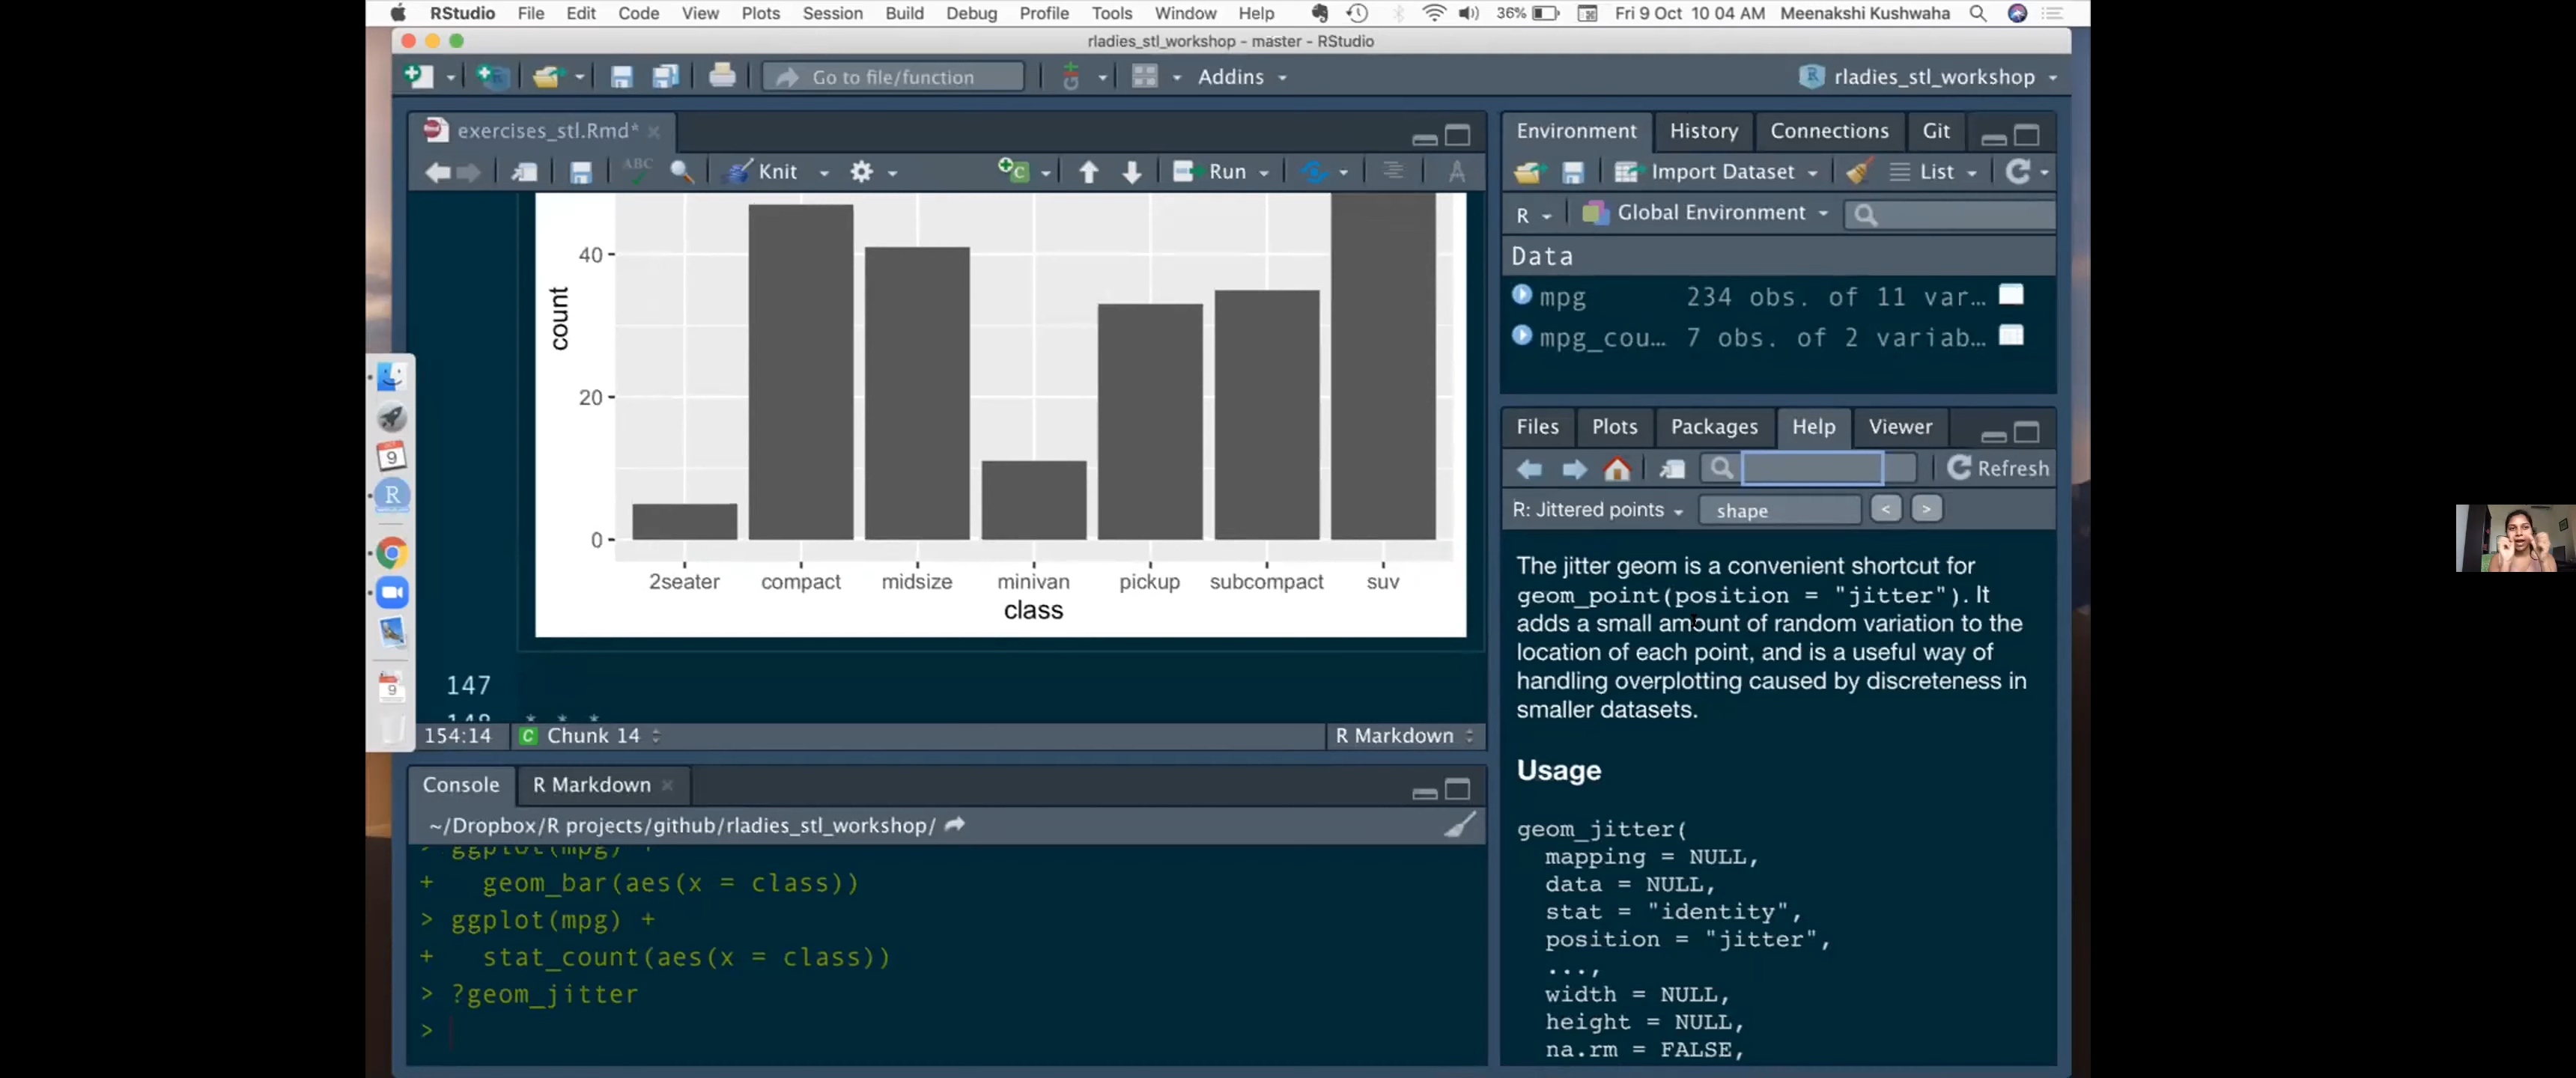 RStudio File Edit Code View Plots Session Build Debug Profile Tools Window Help 36% Fri 9 Oct 10 04 AM Meenakshi Kushwaha
rladies_stl_workshop - master - RStudio
Go to file/function Addins rladies_stl_workshop
exercises_stl.Rmd*
ABC Knit Run
40
20
0
count
2seater compact midsize minivan pickup subcompact suv
class
147
148 * * *
154:14 C Chunk 14 R Markdown
Console R Markdown
~/Dropbox/R projects/github/rladies_stl_workshop/
> ggplot(mpg) +
+ geom_bar(aes(x = class))
> ggplot(mpg) +
+ stat_count(aes(x = class))
> ?geom_jitter
>
Environment History Connections Git
Import Dataset List
R Global Environment
Data
mpg 234 obs. of 11 var…
mpg_cou… 7 obs. of 2 variab…
Files Plots Packages Help Viewer
Refresh
R: Jittered points shape < >
The jitter geom is a convenient shortcut for
geom_point(position = "jitter"). It
adds a small amount of random variation to the
location of each point, and is a useful way of
handling overplotting caused by discreteness in
smaller datasets.
Usage
geom_jitter(
mapping = NULL,
data = NULL,
stat = "identity",
position = "jitter",
...,
width = NULL,
height = NULL,
na.rm = FALSE,